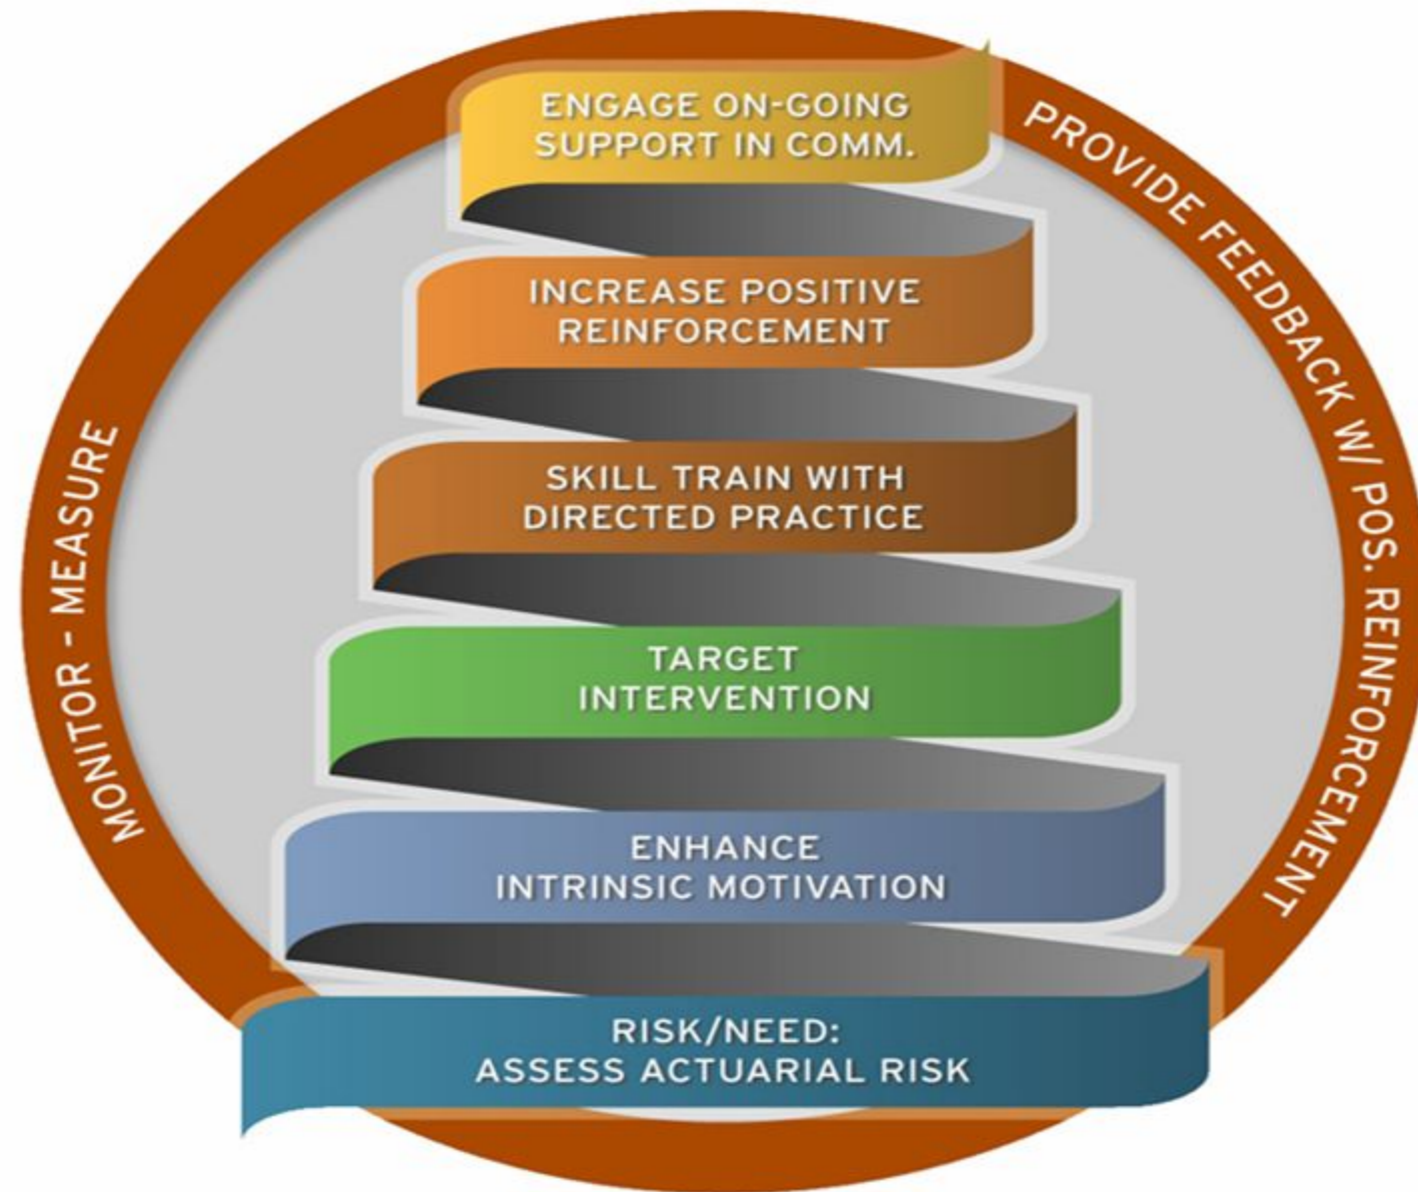 ENGAGE ON-GOING
SUPPORT IN COMM.
INCREASE POSITIVE
REINFORCEMENT
SKILL TRAIN WITH
DIRECTED PRACTICE
TARGET
INTERVENTION
ENHANCE
INTRINSIC MOTIVATION
RISK/NEED:
ASSESS ACTUARIAL RISK
MONITOR - MEASURE
PROVIDE FEEDBACK W/ POS. REINFORCEMENT